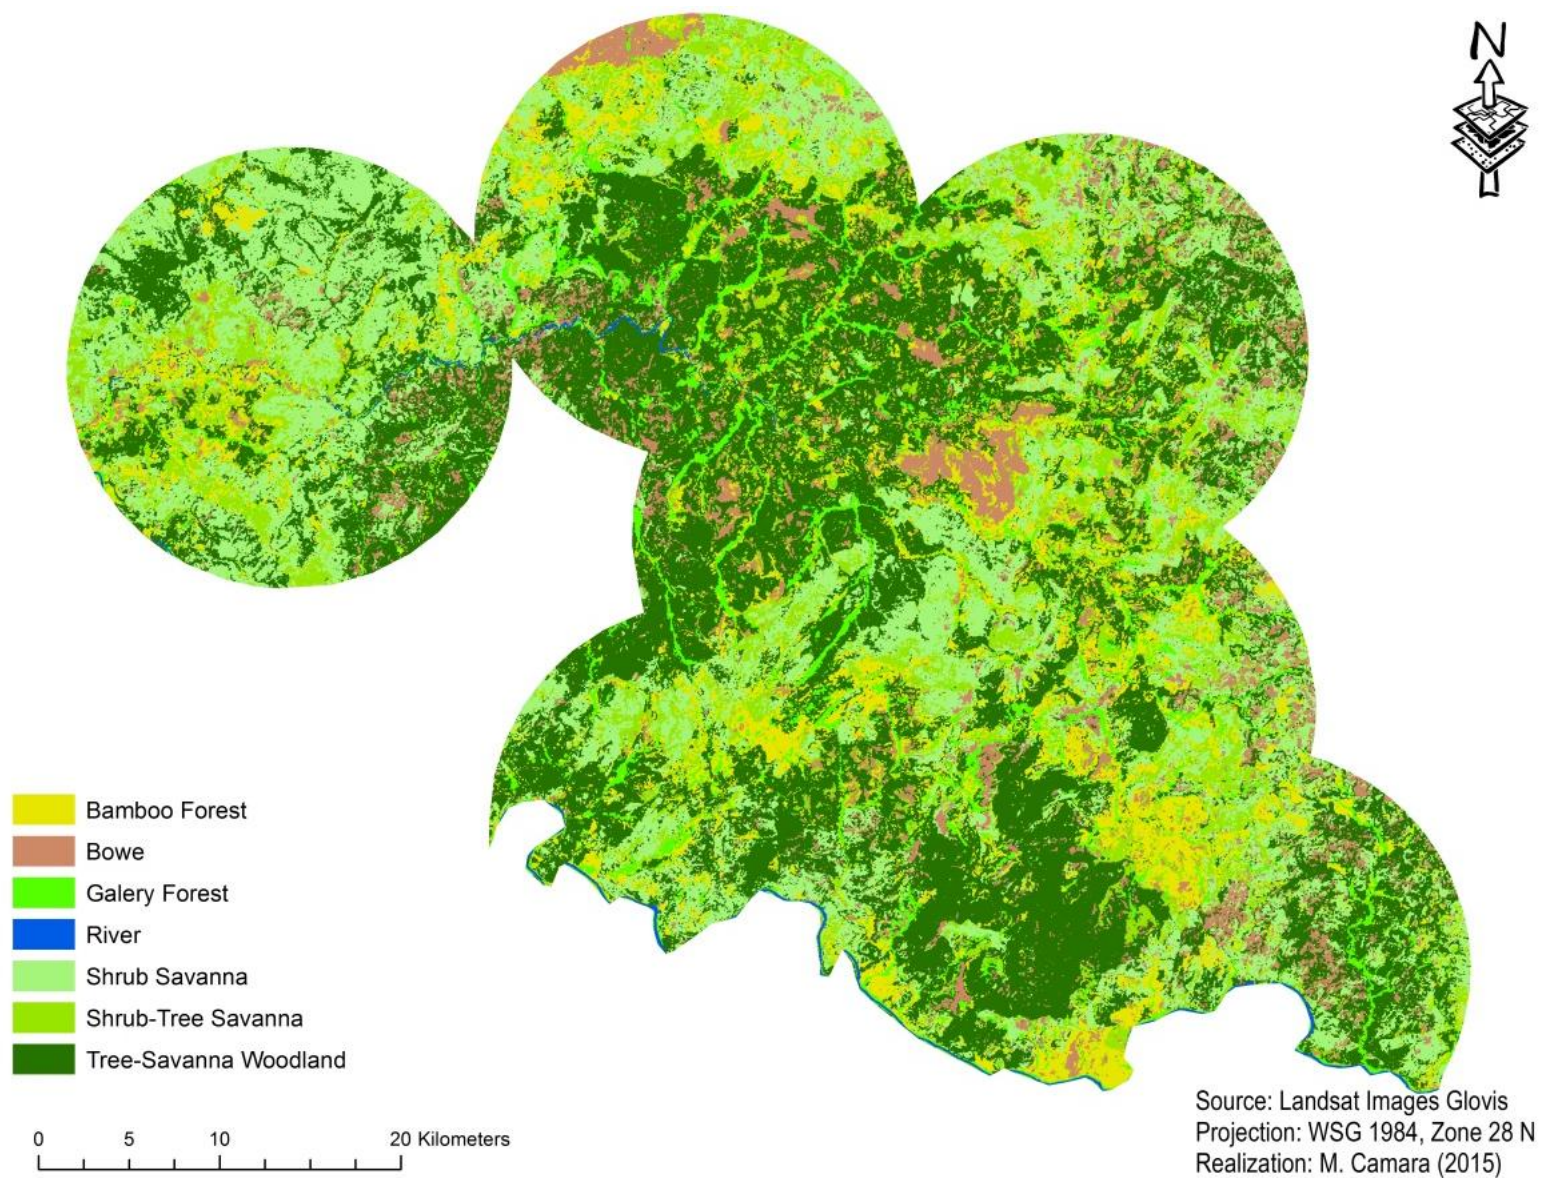 N
Bamboo Forest
Bowe
Galery Forest
River
Shrub Savanna
Shrub-Tree Savanna
Tree-Savanna Woodland
0 5 10 20 Kilometers
Source: Landsat Images Glovis
Projection: WSG 1984, Zone 28 N
Realization: M. Camara (2015)